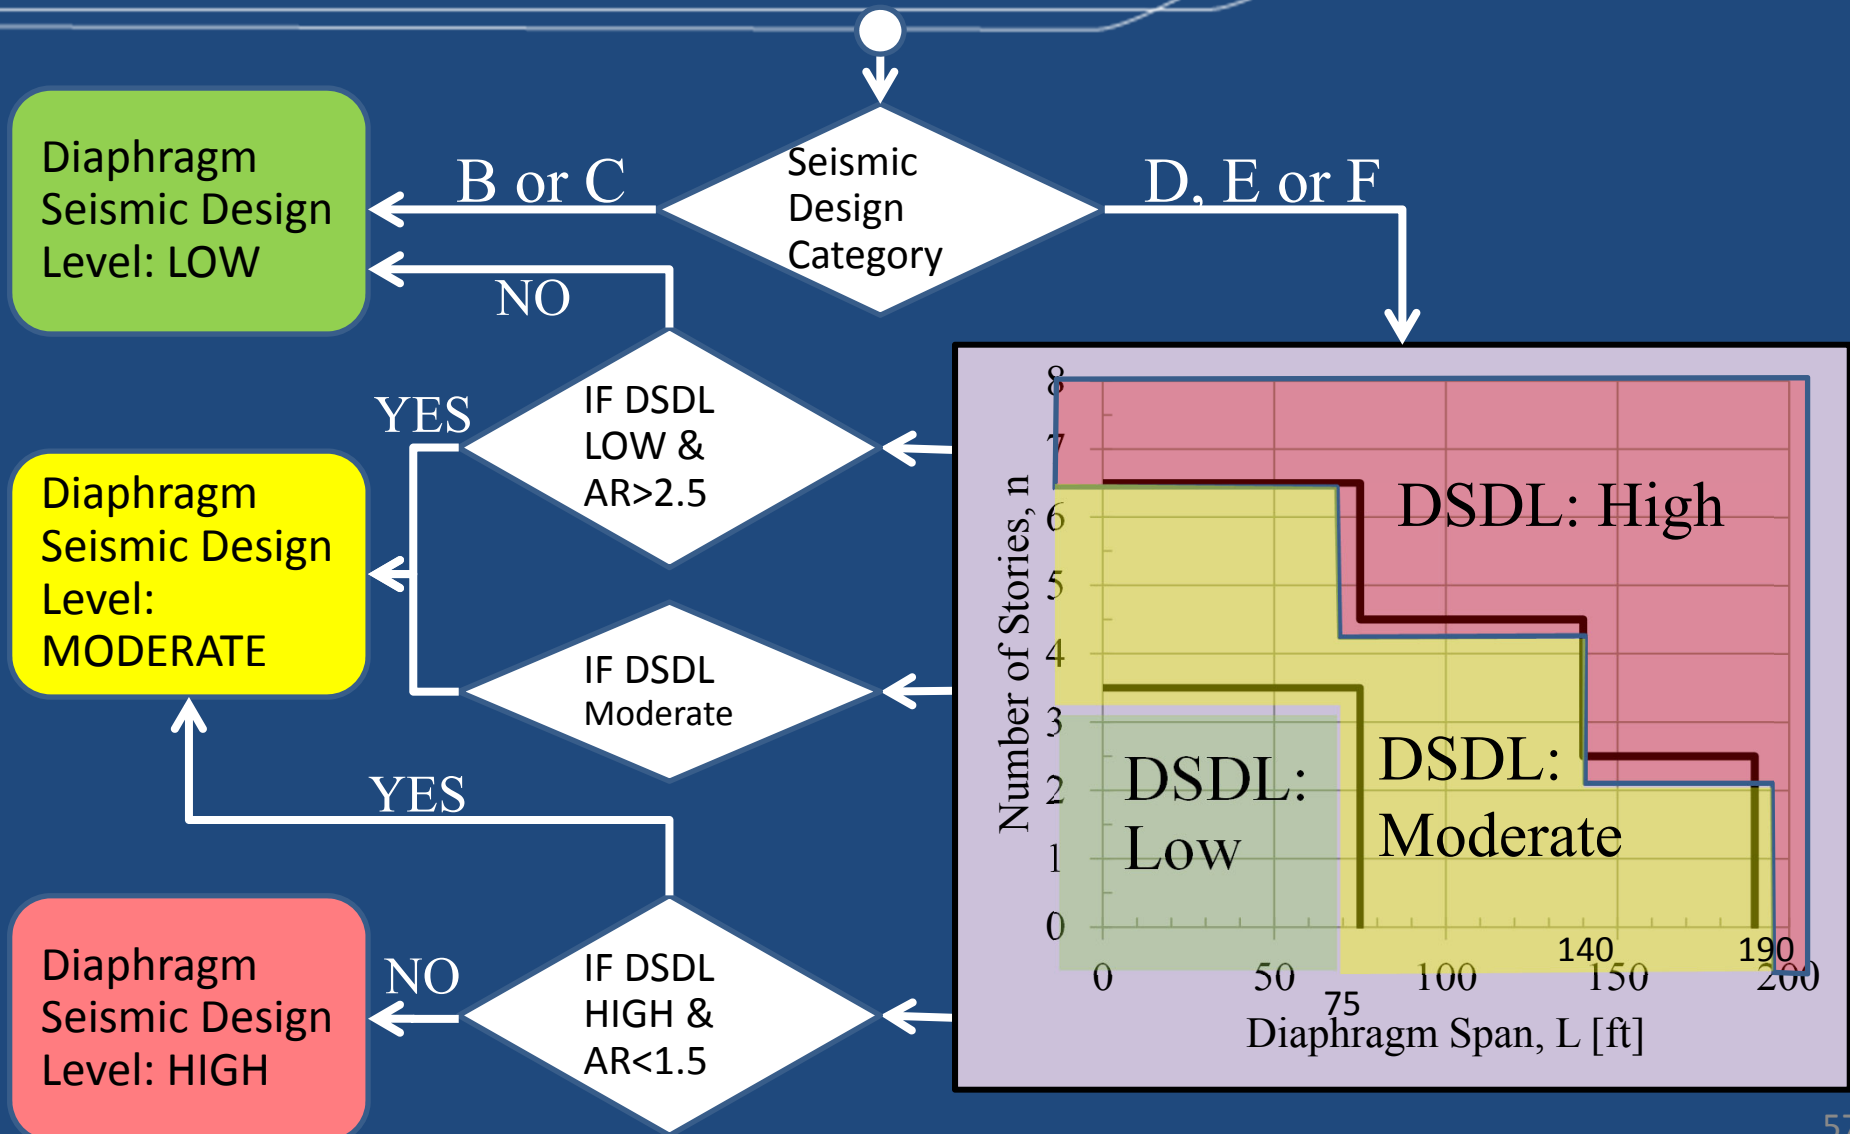 Diaphragm
Seismic Design
Level: LOW
B or C
Seismic
Design
Category
D, E or F
NO
YES
IF DSDL
LOW &
AR>2.5
Diaphragm
Seismic Design
Level:
MODERATE
IF DSDL
Moderate
YES
Diaphragm
Seismic Design
Level: HIGH
NO
IF DSDL
HIGH &
AR<1.5
Number of Stories, n
8
7
6
5
4
3
2
1
0
DSDL: High
DSDL:
Low
DSDL:
Moderate
140
190
0
50
100
150
200
75
Diaphragm Span, L [ft]
57